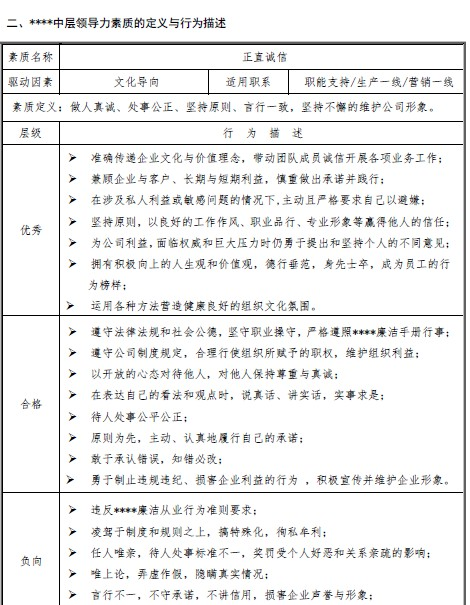 二、****中层领导力素质的定义与行为描述
素质名称 正直诚信
驱动因素 文化导向 适用职系 职能支持/生产一线/营销一线
素质定义：做人真诚、处事公正、坚持原则、言行一致，坚持不懈的维护公司形象。
层级 行 为 描 述
优秀
➢ 准确传递企业文化与价值理念，带动团队成员诚信开展各项业务工作；
➢ 兼顾企业与客户、长期与短期利益，慎重做出承诺并践行；
➢ 在涉及私人利益或敏感问题的情况下,主动且严格要求自己以避嫌；
➢ 坚持原则，以良好的工作作风、职业品行、专业形象等赢得他人的信任；
➢ 为公司利益,面临权威和巨大压力时仍勇于提出和坚持个人的不同意见；
➢ 拥有积极向上的人生观和价值观，德行垂范，身先士卒，成为员工的行
为榜样；
➢ 运用各种方法营造健康良好的组织文化氛围。
合格
➢ 遵守法律法规和社会公德，坚守职业操守，严格遵照****廉洁手册行事；
➢ 遵守公司制度规定，合理行使组织所赋予的职权，维护组织利益；
➢ 以开放的心态对待他人，对他人保持尊重与真诚；
➢ 在表达自己的看法和观点时，说真话、讲实话，实事求是；
➢ 待人处事公平公正；
➢ 原则为先，主动、认真地履行自己的承诺；
➢ 敢于承认错误，知错必改；
➢ 勇于制止违规违纪、损害企业利益的行为 ，积极宣传并维护企业形象。
负向
➢ 违反****廉洁从业行为准则要求；
➢ 凌驾于制度和规则之上，搞特殊化，徇私牟利；
➢ 任人唯亲，待人处事标准不一，奖罚受个人好恶和关系亲疏的影响；
➢ 唯上论，弄虚作假，隐瞒真实情况；
➢ 言行不一，不守承诺，不讲信用，损害企业声誉与形象；